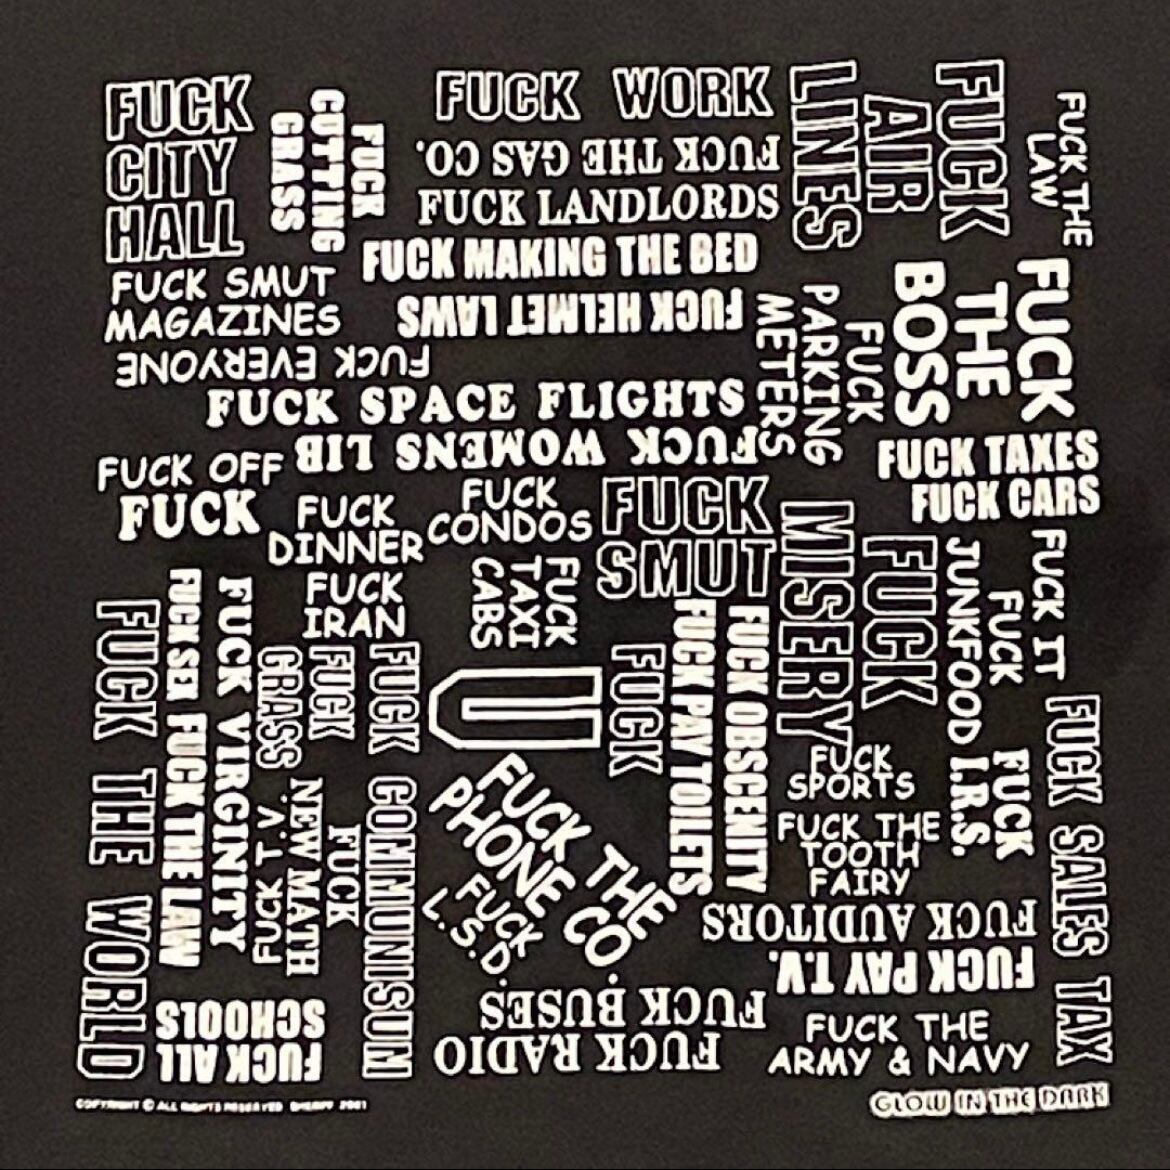 FUCK
CITY
HALL
FUCK
CUTTING
GRASS
FUCK WORK
FUCK THE GAS CO.
FUCK LANDLORDS
FUCK MAKING THE BED
FUCK HELMET LAWS
FUCK
AIR
LINES
FUCK THE
LAW
FUCK SMUT
MAGAZINES
FUCK EVERYONE
FUCK SPACE FLIGHTS
FUCK WOMENS LIB
FUCK
PARKING
METERS
FUCK
THE
BOSS
FUCK TAXES
FUCK CARS
FUCK OFF
FUCK
FUCK
DINNER
FUCK
CONDOS
FUCK
SMUT
FUCK
MISERY
FUCK
JUNKFOOD
FUCK IT
FUCK
IRAN
FUCK
TAXI
CABS
FUCK THE WORLD
FUCK SEX FUCK THE LAW
FUCK VIRGINITY
FUCK
GRASS
FUCK COMMUNISUM
U
FUCK
FUCK PAY TOILETS
FUCK OBSCENITY
FUCK
SPORTS
FUCK
I.R.S.
FUCK SALES TAX
FUCK T.V.
FUCK
NEW MATH
FUCK THE
PHONE CO.
FUCK
L.S.D.
FUCK THE
TOOTH
FAIRY
FUCK AUDITORS
FUCK PAY T.V.
FUCK ALL
SCHOOLS
FUCK BUSES
FUCK RADIO
FUCK THE
ARMY & NAVY
COPYRIGHT © ALL RIGHTS RESERVED 2001
GLOW IN THE DARK